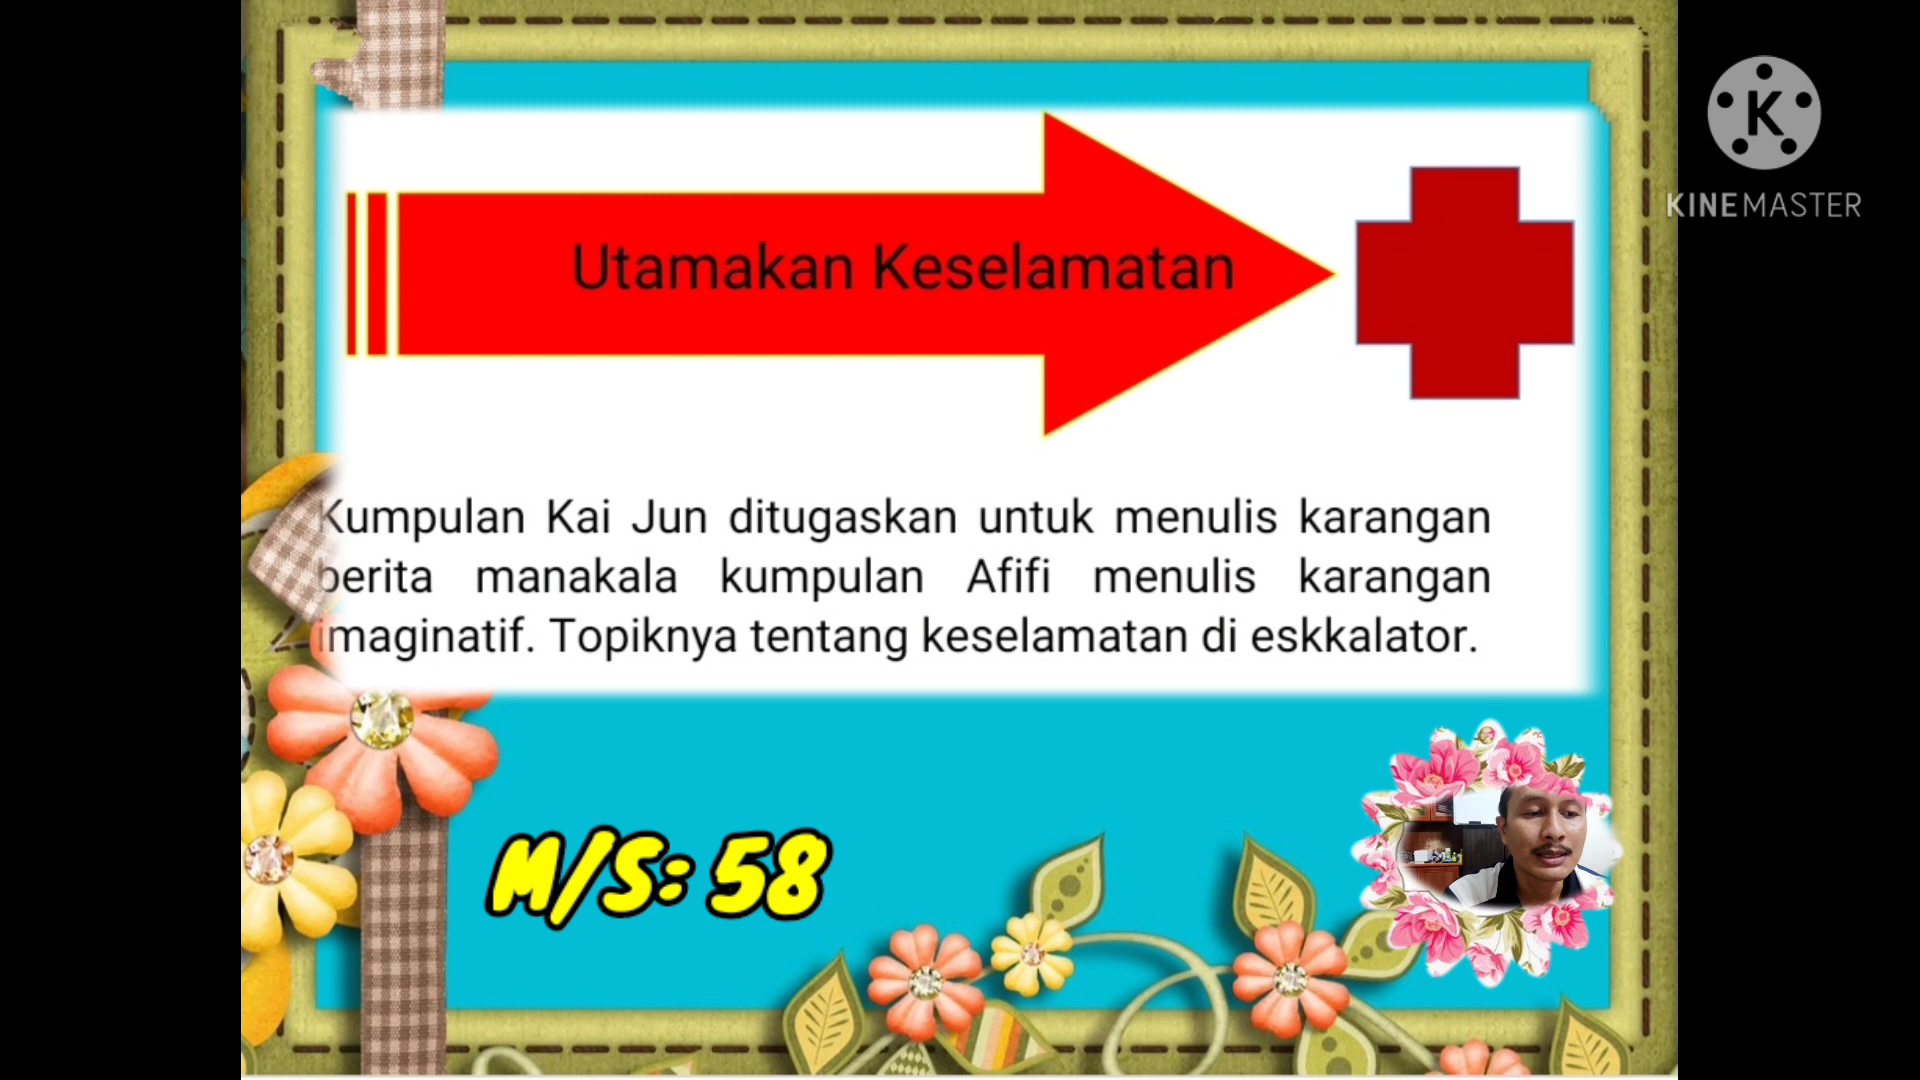 K
KINEMASTER
Utamakan Keselamatan
Kumpulan Kai Jun ditugaskan untuk menulis karangan
berita manakala kumpulan Afifi menulis karangan
imaginatif. Topiknya tentang keselamatan di eskkalator.
M/S: 58